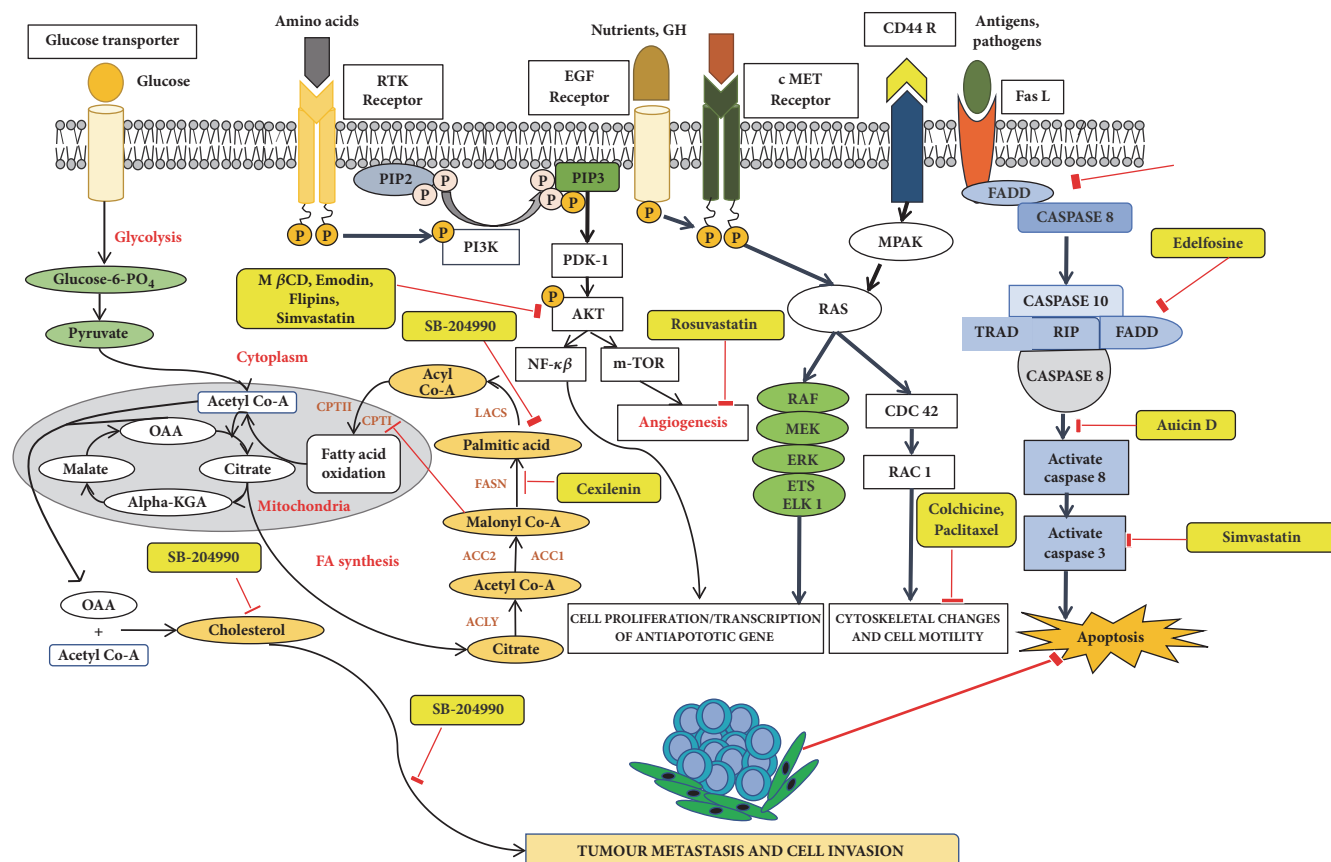 Glucose transporter
Glucose
Amino acids
RTK
Receptor
EGF
Receptor
Nutrients, GH
c MET
Receptor
CD44 R
Antigens,
pathogens
Fas L
PIP2
P
P
P
P
PIP3
P
P
P
P
P
PI3K
P
P
P
FADD
CASPASE 8
Glycolysis
PDK-1
MPAK
Edelfosine
Glucose-6-PO4
M βCD, Emodin,
Flipins,
Simvastatin
P
AKT
RAS
CASPASE 10
TRAD
RIP
FADD
CASPASE 8
Pyruvate
SB-204990
Rosuvastatin
NF-κβ
m-TOR
Cytoplasm
Acetyl Co-A
CPTII
CPTI
Acyl
Co-A
LACS
Angiogenesis
RAF
MEK
ERK
ETS
ELK 1
CDC 42
RAC 1
Auicin D
OAA
Malate
Citrate
Alpha-KGA
Fatty acid
oxidation
Mitochondria
Palmitic acid
FASN
Cexilenin
Malonyl Co-A
Activate
caspase 8
Colchicine,
Paclitaxel
Activate
caspase 3
Simvastatin
SB-204990
FA synthesis
ACC2
ACC1
Acetyl Co-A
ACLY
Citrate
OAA
+
Acetyl Co-A
Cholesterol
CELL PROLIFERATION/TRANSCRIPTION
OF ANTIAPOTOTIC GENE
CYTOSKELETAL CHANGES
AND CELL MOTILITY
Apoptosis
SB-204990
TUMOUR METASTASIS AND CELL INVASION